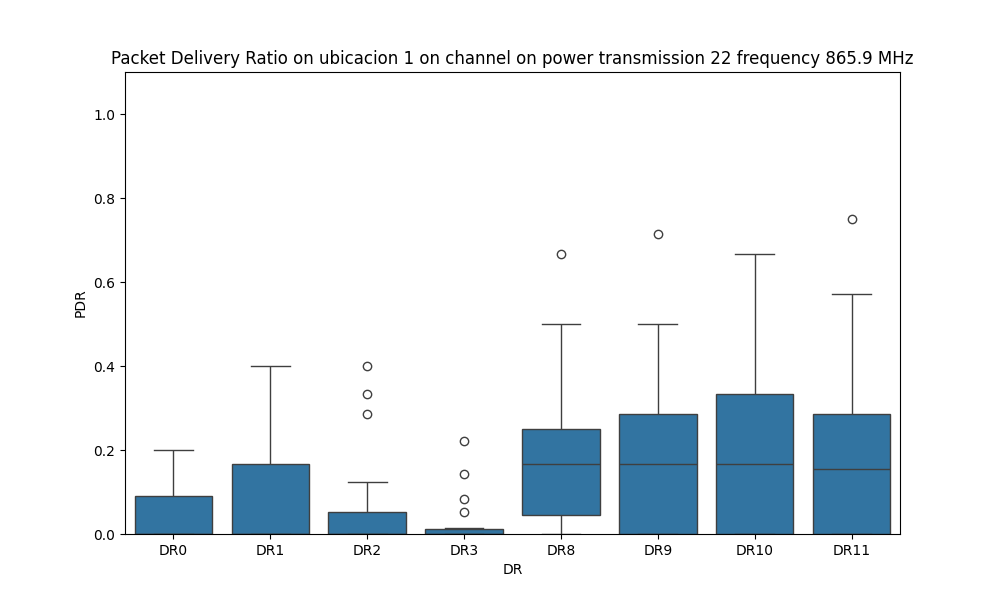 Packet Delivery Ratio on ubicacion 1 on channel on power transmission 22 frequency 865.9 MHz
1.0
0.8
0.6
0.4
0.2
0.0
PDR
DR0 DR1 DR2 DR3 DR8 DR9 DR10 DR11
DR